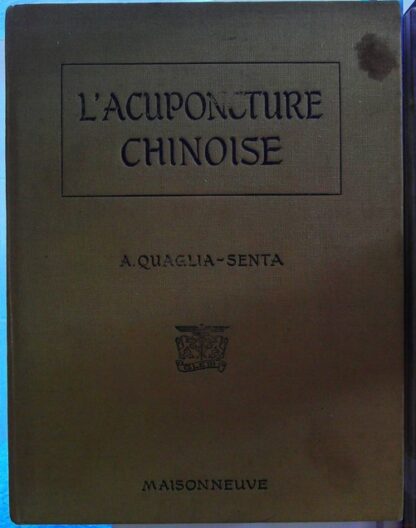 L'ACUPONCTURE
CHINOISE
A. QUAGLIA-SENTA
MAISONNEUVE